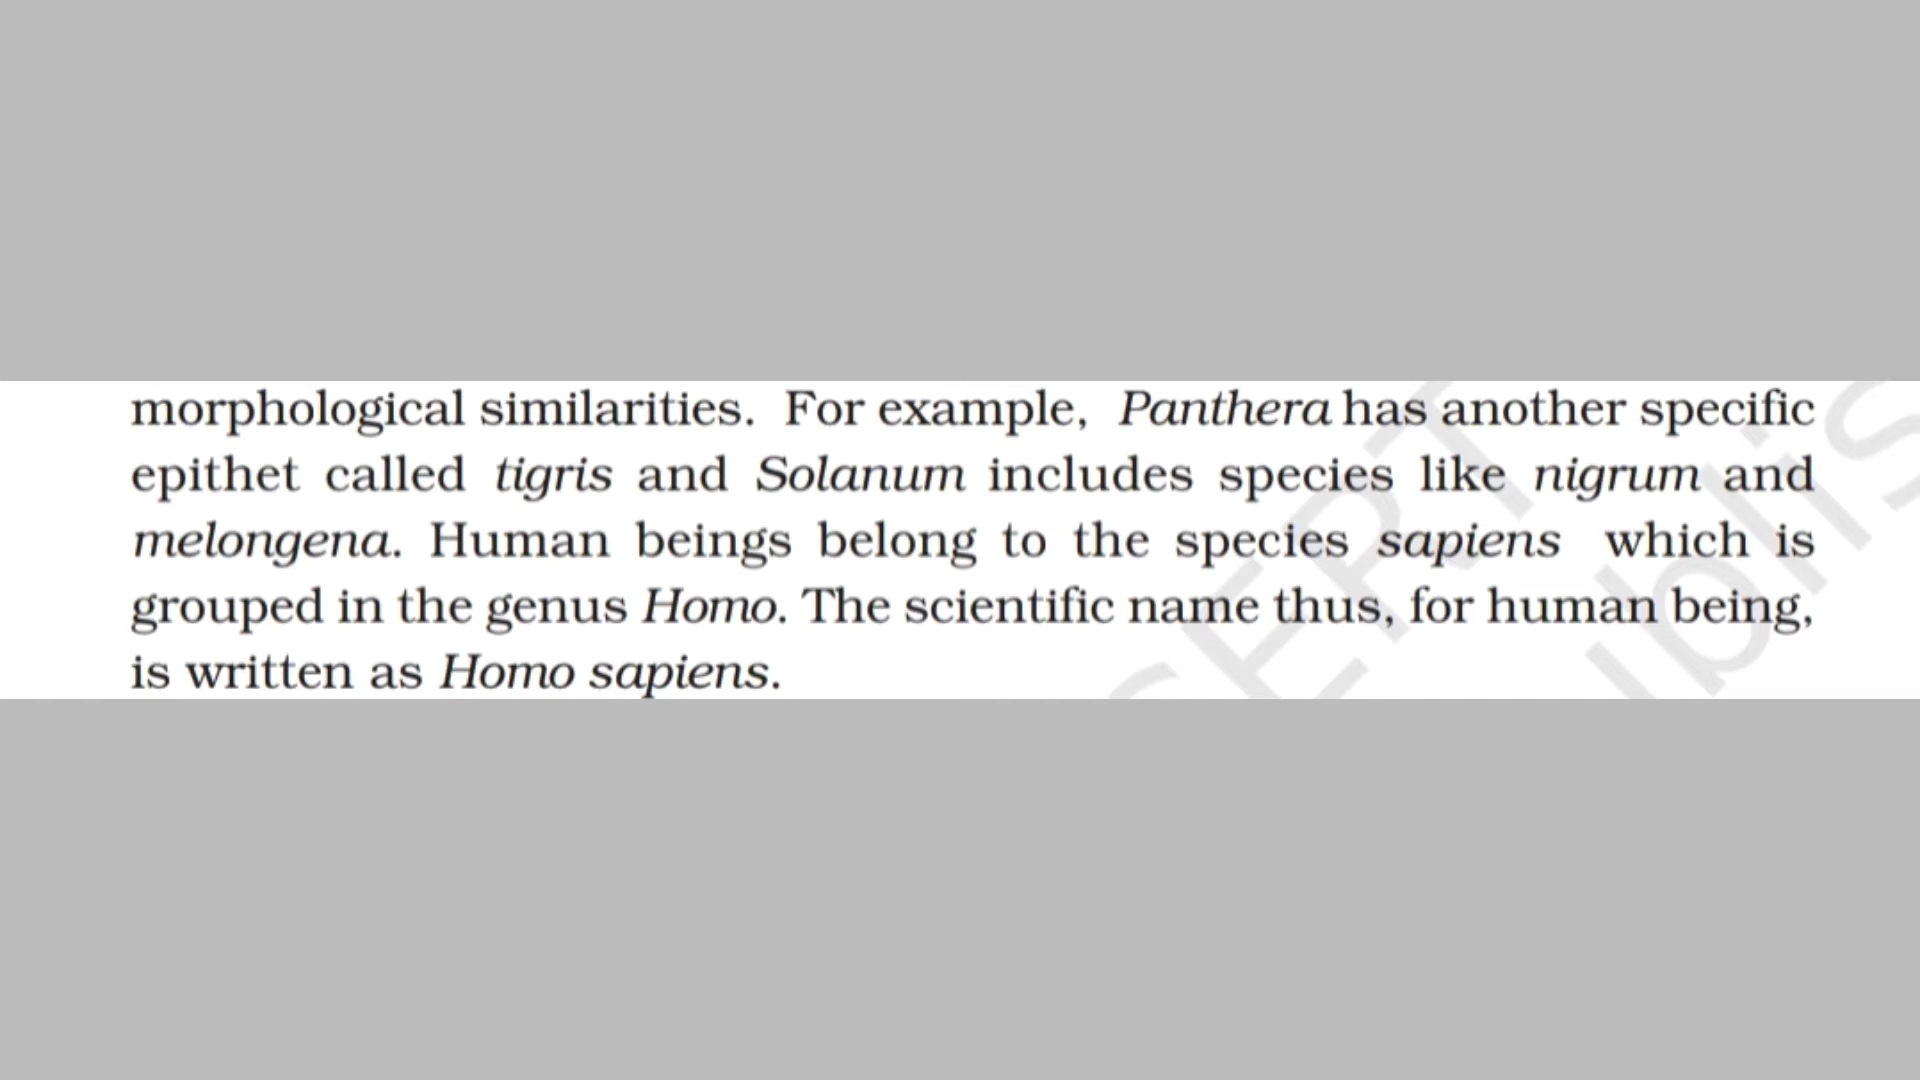 morphological similarities. For example, Panthera has another specific
epithet called tigris and Solanum includes species like nigrum and
melongena. Human beings belong to the species sapiens which is
grouped in the genus Homo. The scientific name thus, for human being,
is written as Homo sapiens.